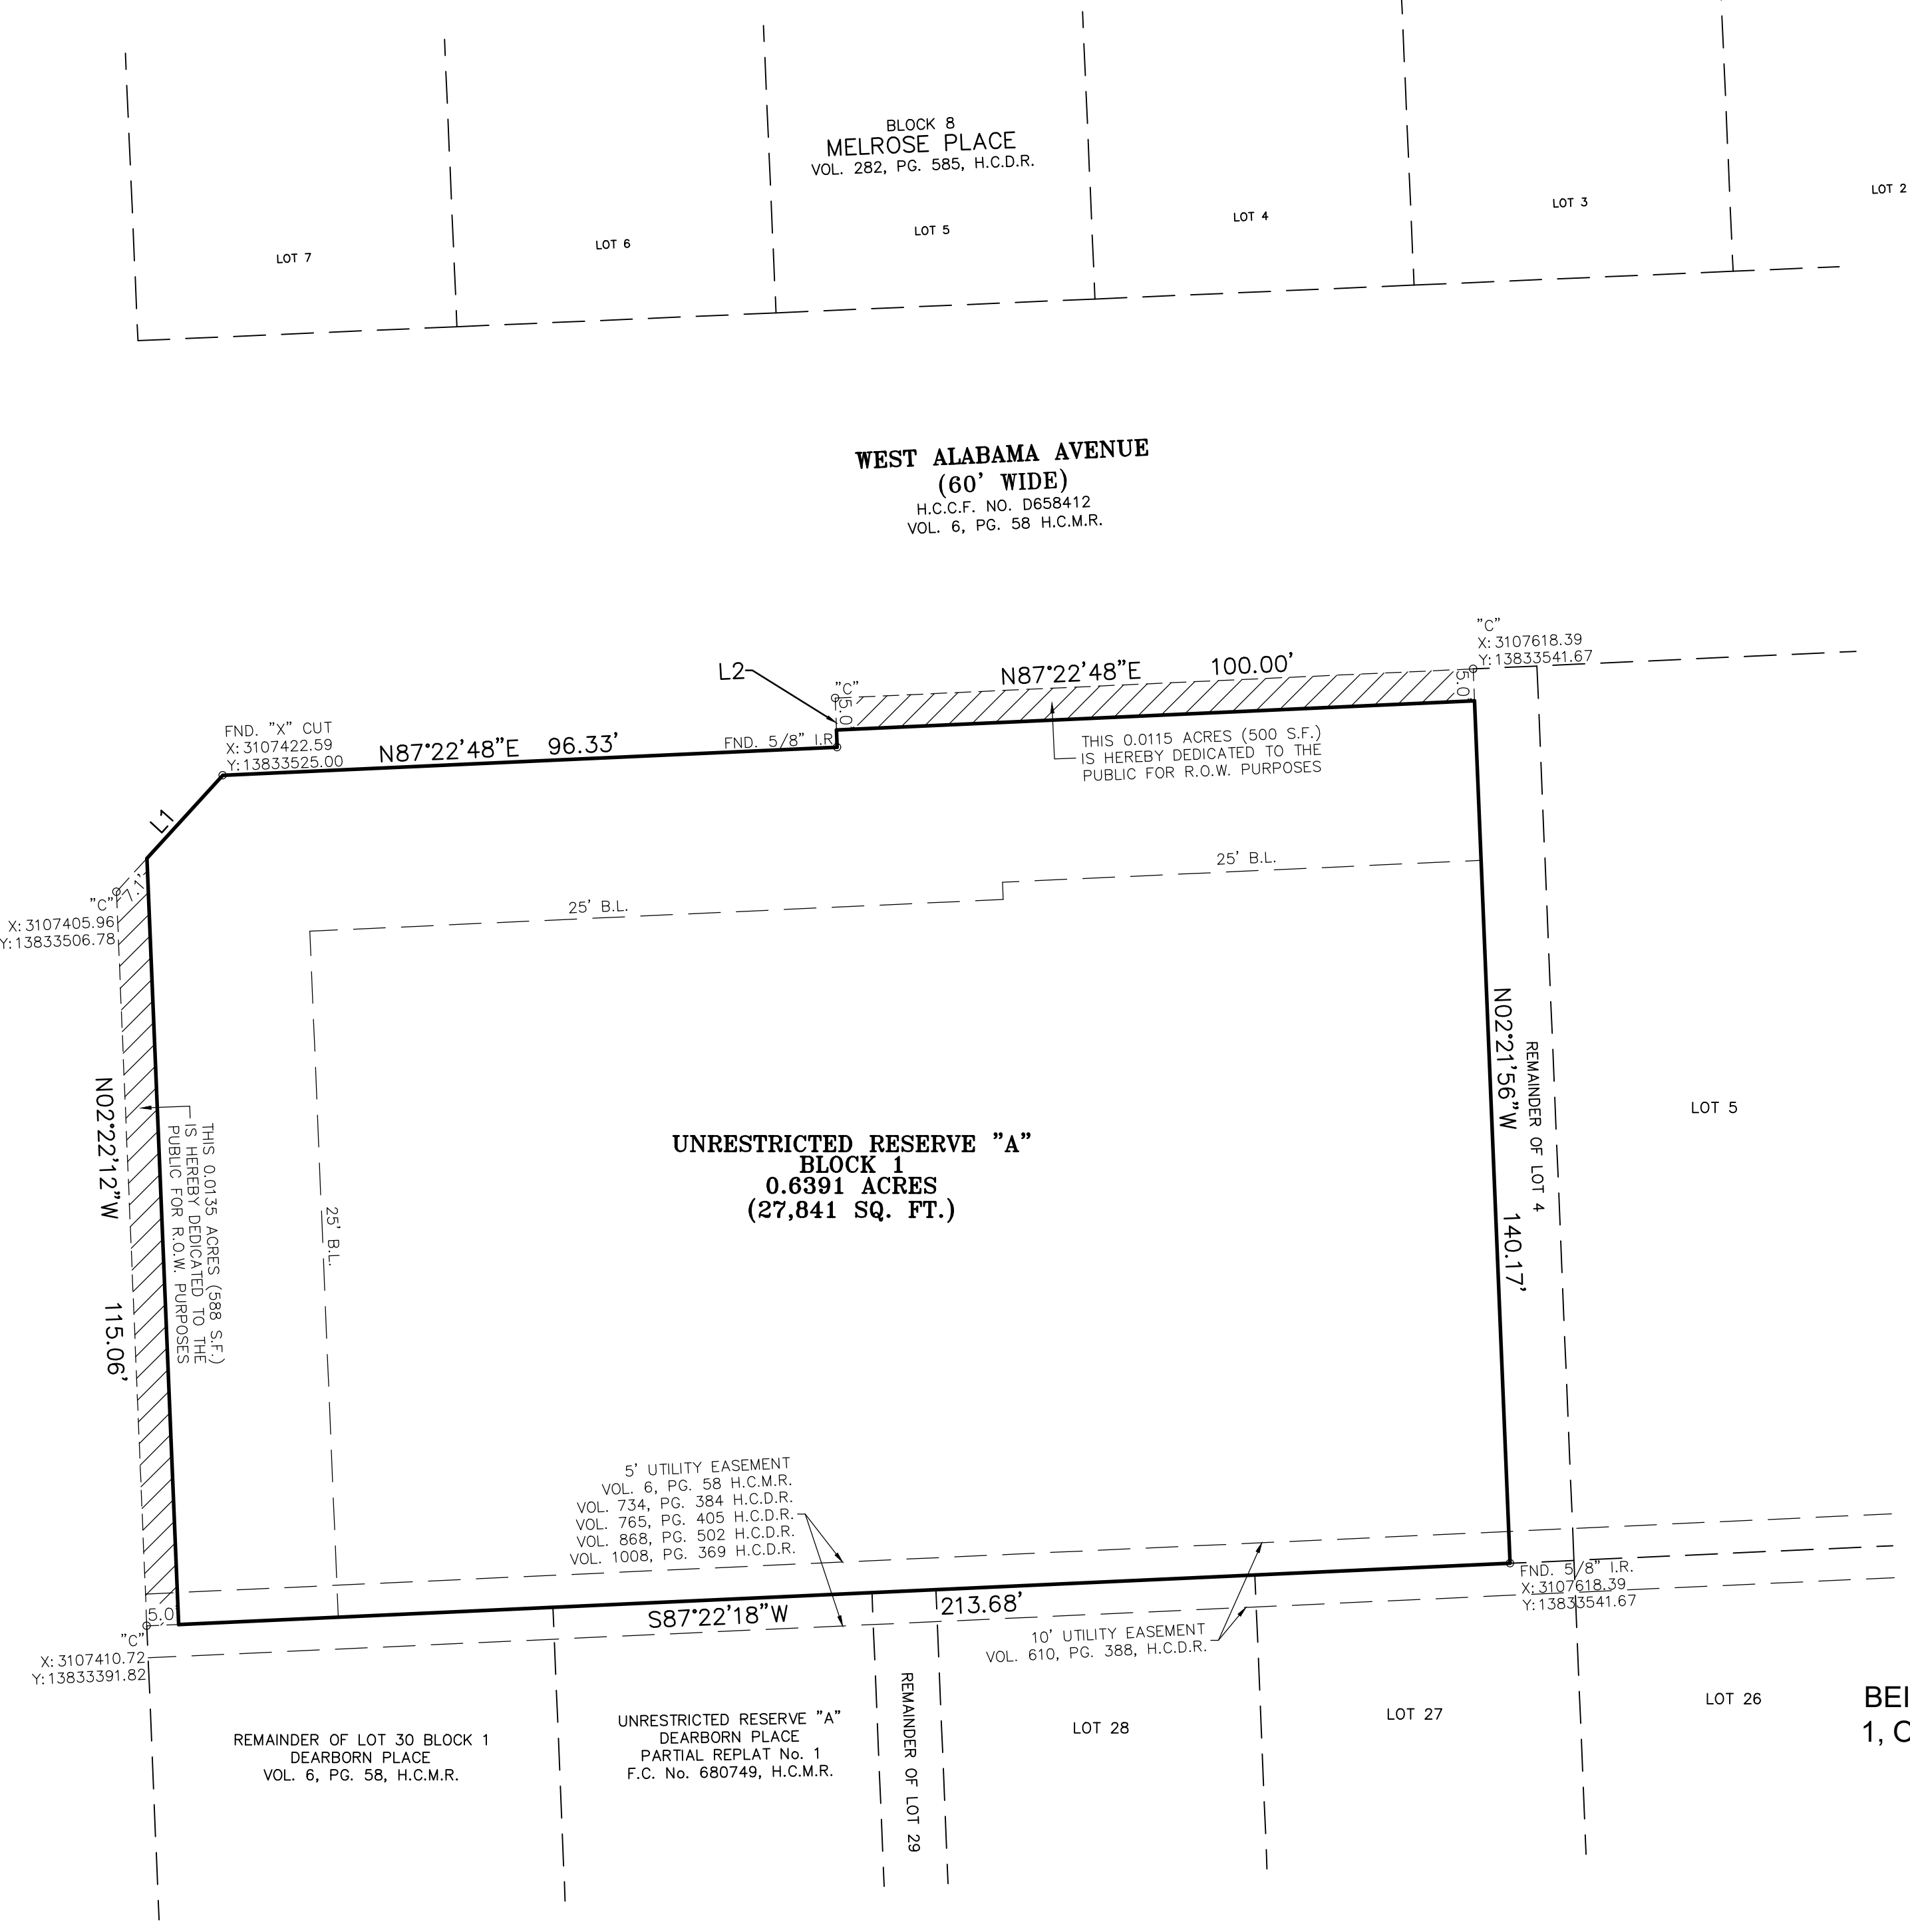 BLOCK 8
MELROSE PLACE
VOL. 282, PG. 585, H.C.D.R.
LOT 7
LOT 6
LOT 5
LOT 4
LOT 3
LOT 2
WEST ALABAMA AVENUE
(60' WIDE)
H.C.C.F. NO. D658412
VOL. 6, PG. 58 H.C.M.R.
"C"
X: 3107618.39
Y: 13833541.67
L2
N87°22'48"E 100.00'
"C"
5.0'
5.0'
FND. "X" CUT
X: 3107422.59
Y: 13833525.00
N87°22'48"E 96.33'
FND. 5/8" I.R.
THIS 0.0115 ACRES (500 S.F.)
IS HEREBY DEDICATED TO THE
PUBLIC FOR R.O.W. PURPOSES
L1
7.1'
"C"
X: 3107405.96
Y: 13833506.78
25' B.L.
25' B.L.
N02°22'12"W 115.06'
THIS 0.0135 ACRES (588 S.F.)
IS HEREBY DEDICATED TO THE
PUBLIC FOR R.O.W. PURPOSES
25' B.L.
UNRESTRICTED RESERVE "A"
BLOCK 1
0.6391 ACRES
(27,841 SQ. FT.)
N02°21'56"W 140.17'
REMAINDER OF LOT 4
LOT 5
5' UTILITY EASEMENT
VOL. 6, PG. 58 H.C.M.R.
VOL. 734, PG. 384 H.C.D.R.
VOL. 765, PG. 405 H.C.D.R.
VOL. 868, PG. 502 H.C.D.R.
VOL. 1008, PG. 369 H.C.D.R.
FND. 5/8" I.R.
X: 3107618.39
Y: 13833541.67
5.0'
S87°22'18"W 213.68'
"C"
X: 3107410.72
Y: 13833391.82
10' UTILITY EASEMENT
VOL. 610, PG. 388, H.C.D.R.
REMAINDER OF LOT 30 BLOCK 1
DEARBORN PLACE
VOL. 6, PG. 58, H.C.M.R.
UNRESTRICTED RESERVE "A"
DEARBORN PLACE
PARTIAL REPLAT No. 1
F.C. No. 680749, H.C.M.R.
REMAINDER OF LOT 29
LOT 28
LOT 27
LOT 26
BEI
1,